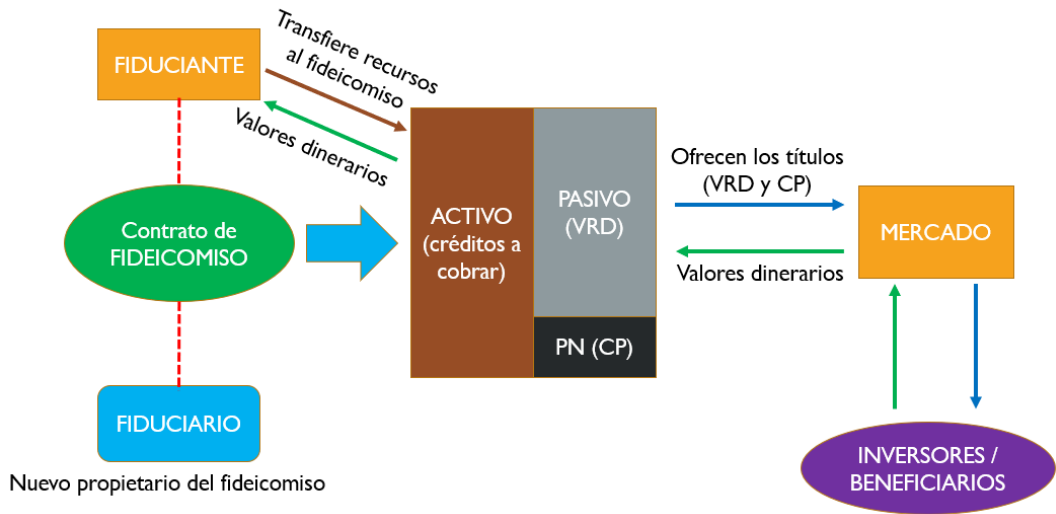 FIDUCIANTE
Transfiere recursos
al fideicomiso
Valores dinerarios
Contrato de
FIDEICOMISO
FIDUCIARIO
Nuevo propietario del fideicomiso
ACTIVO
(créditos a
cobrar)
PASIVO
(VRD)
PN (CP)
Ofrecen los títulos
(VRD y CP)
Valores dinerarios
MERCADO
INVERSORES /
BENEFICIARIOS